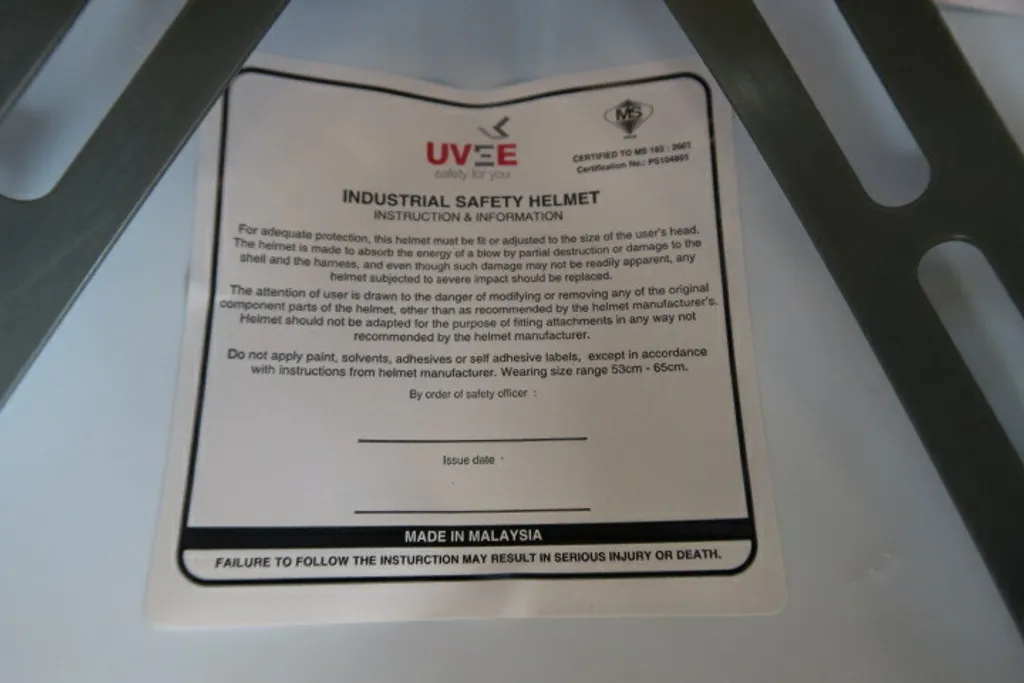 MS
UVEE
safety for you
CERTIFIED TO MS 183 : 2001
Certification No.: PS104601
INDUSTRIAL SAFETY HELMET
INSTRUCTION & INFORMATION
For adequate protection, this helmet must be fit or adjusted to the size of the user's head.
The helmet is made to absorb the energy of a blow by partial destruction or damage to the
shell and the harness, and even though such damage may not be readily apparent, any
helmet subjected to severe impact should be replaced.
The attention of user is drawn to the danger of modifying or removing any of the original
component parts of the helmet, other than as recommended by the helmet manufacturer's.
Helmet should not be adapted for the purpose of fitting attachments in any way not
recommended by the helmet manufacturer.
Do not apply paint, solvents, adhesives or self adhesive labels, except in accordance
with instructions from helmet manufacturer. Wearing size range 53cm - 65cm.
By order of safety officer :
Issue date :
MADE IN MALAYSIA
FAILURE TO FOLLOW THE INSTURCTION MAY RESULT IN SERIOUS INJURY OR DEATH.